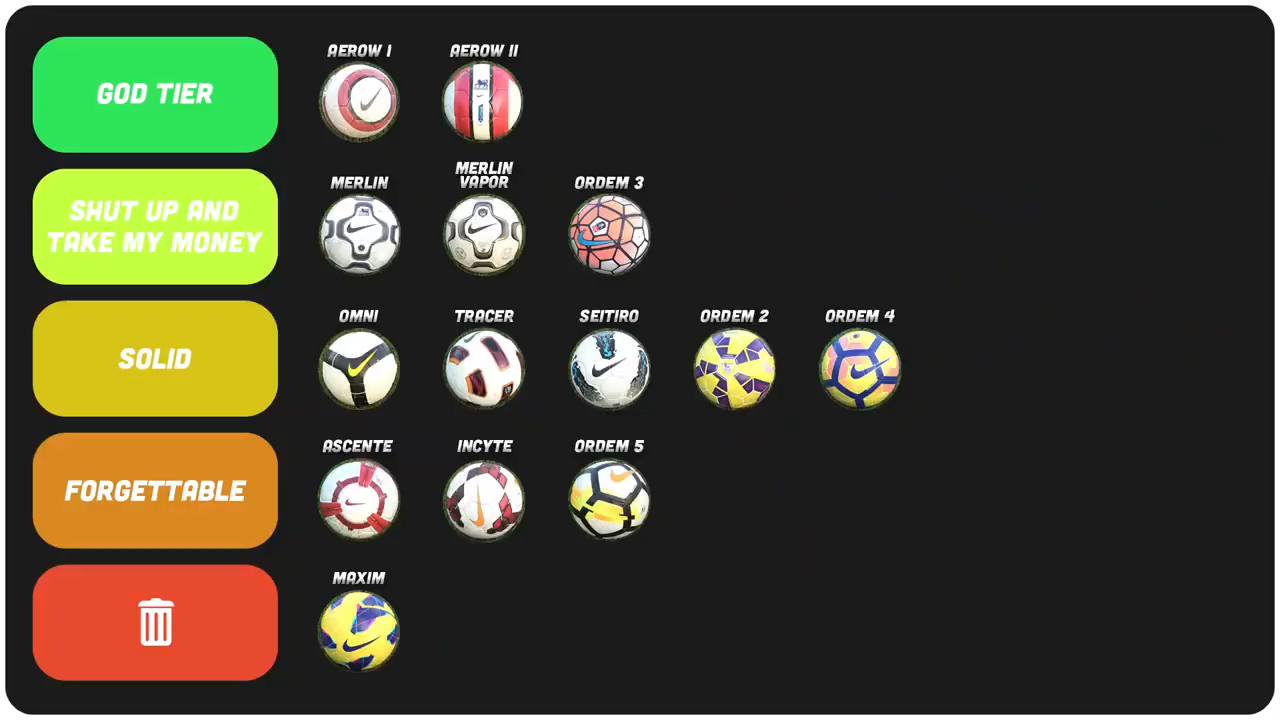 GOD TIER
AEROW I
AEROW II
SHUT UP AND
TAKE MY MONEY
MERLIN
MERLIN
VAPOR
ORDEM 3
SOLID
OMNI
TRACER
SEITIRO
ORDEM 2
ORDEM 4
FORGETTABLE
ASCENTE
INCYTE
ORDEM 5
MAXIM